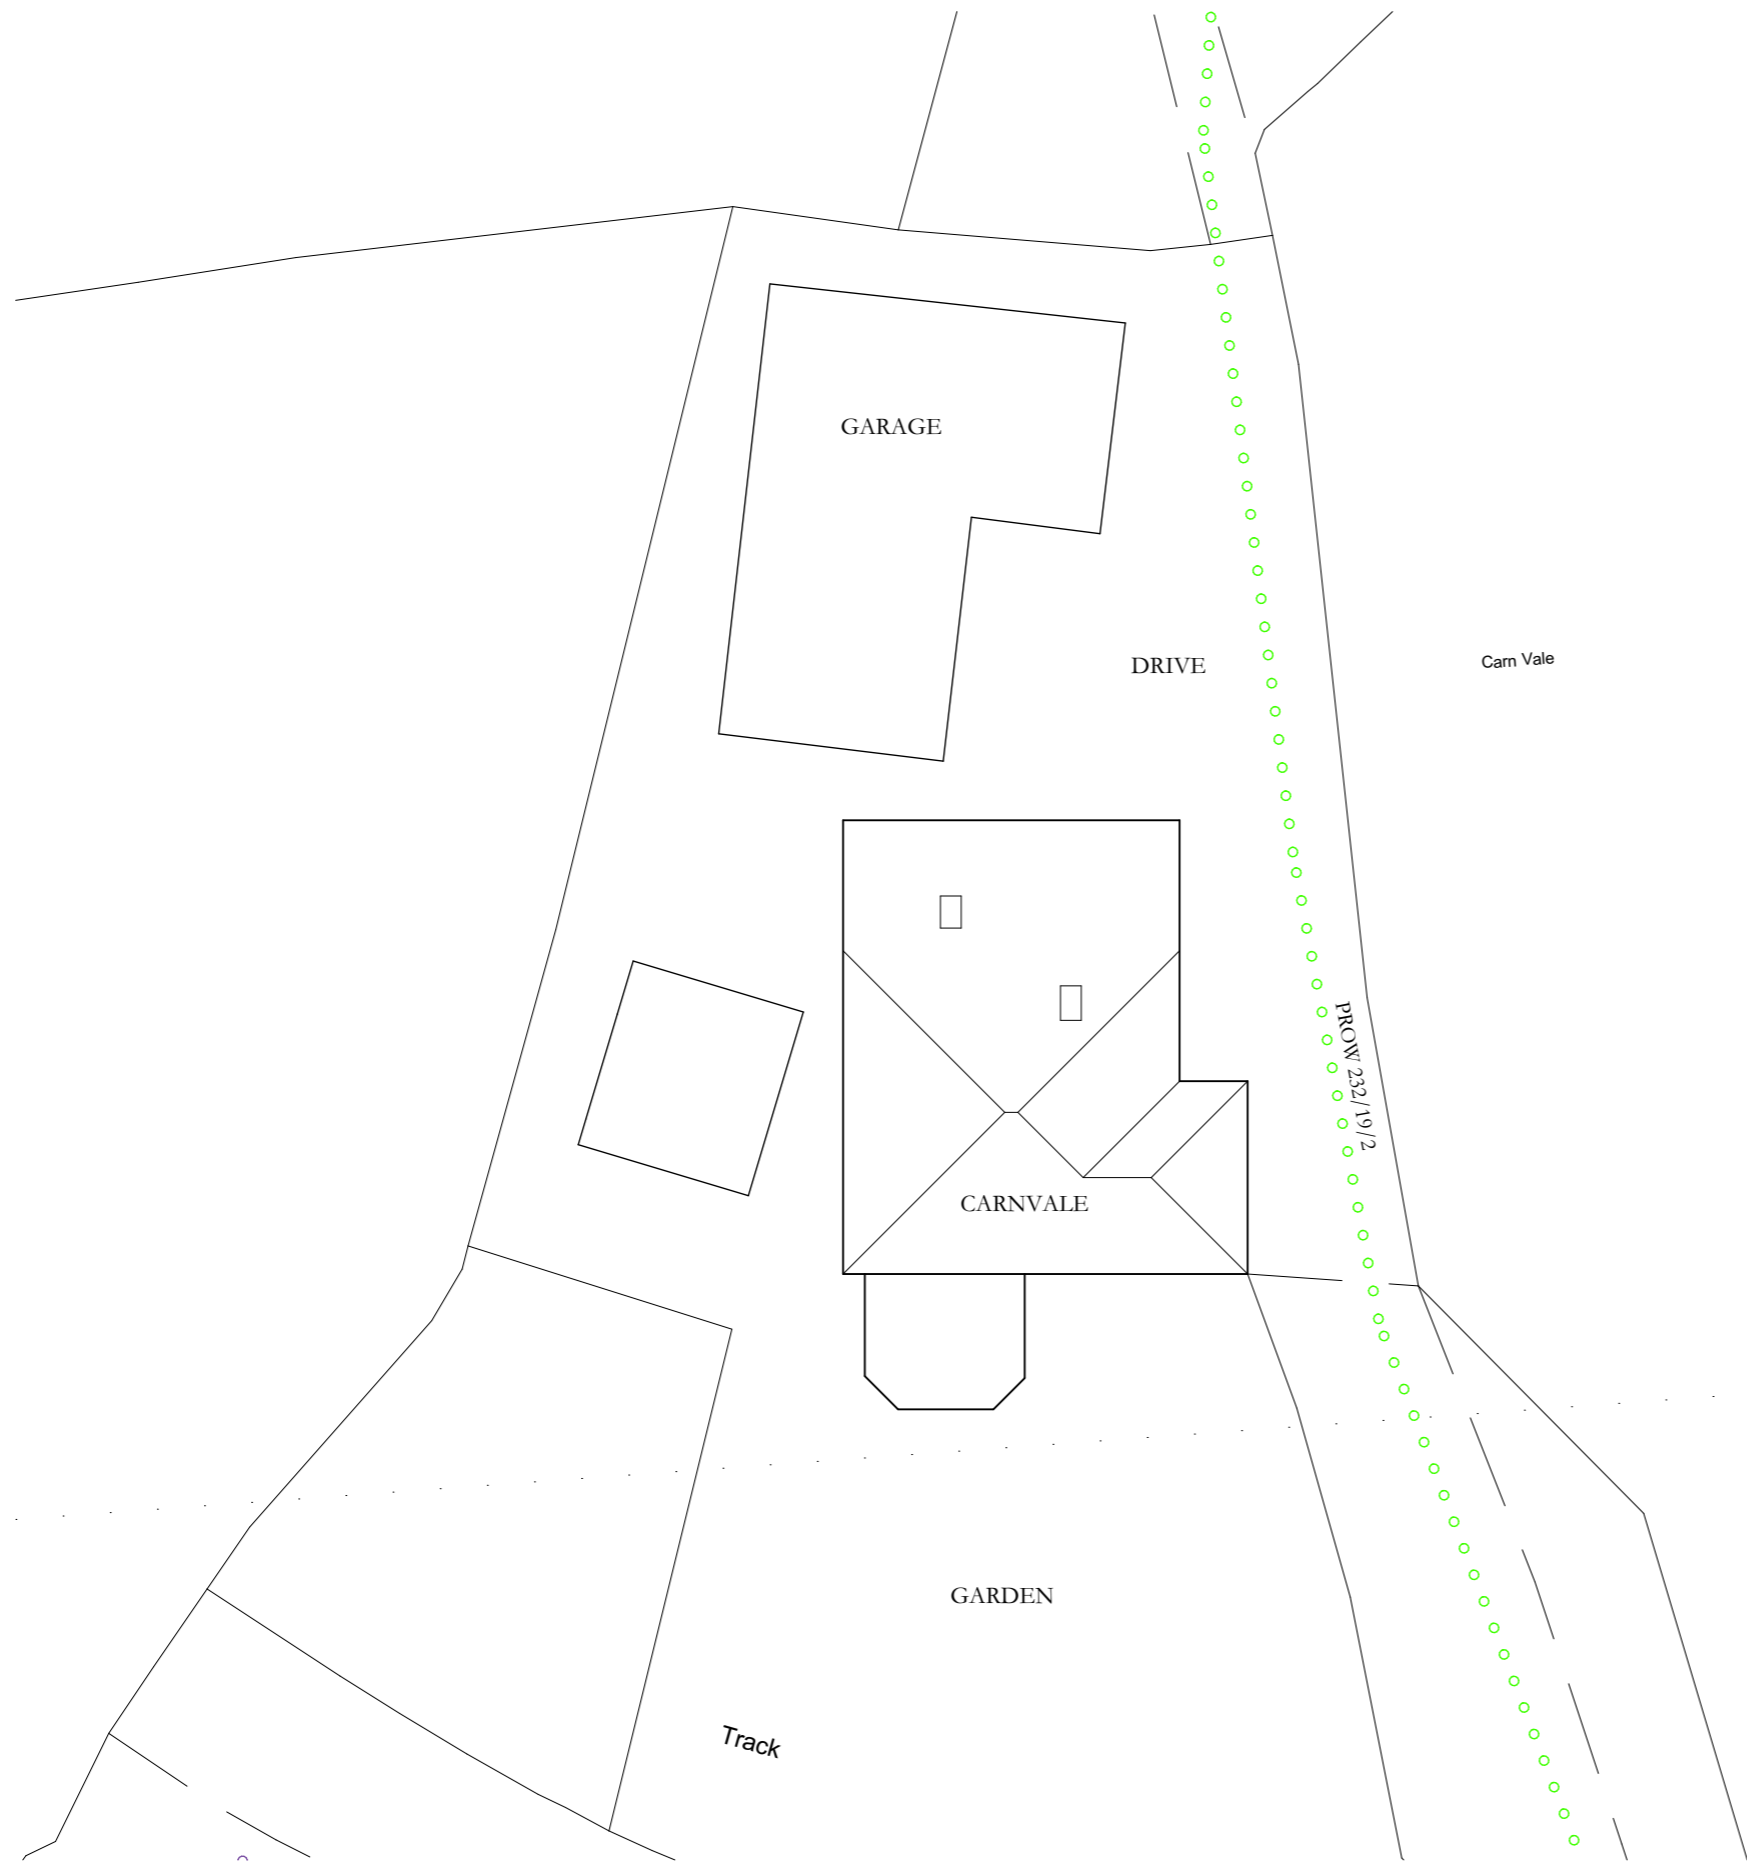 GARAGE
DRIVE
Carn Vale
PROW 232/19/2
CARNVALE
GARDEN
Track